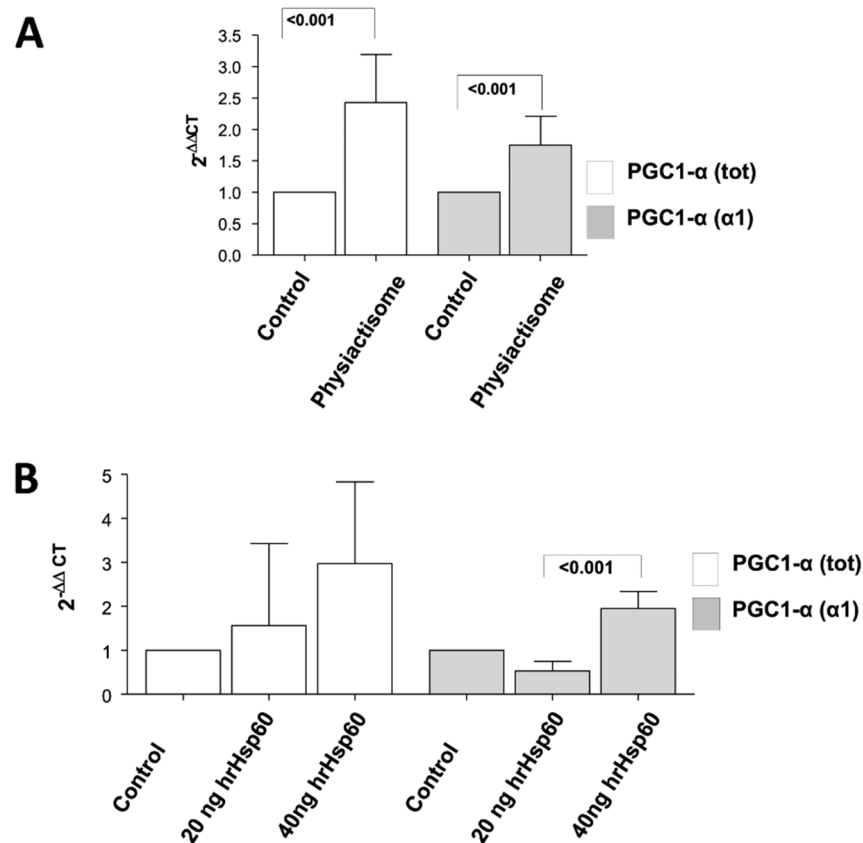 A
<0.001
<0.001
3.5
3.0
2.5
2.0
1.5
1.0
0.5
0.0
2-ΔΔCT
Control
Physiactisome
Control
Physiactisome
PGC1-α (tot)
PGC1-α (α1)
B
5
4
3
2
1
0
2-ΔΔ CT
<0.001
Control
20 ng hrHsp60
40ng hrHsp60
Control
20 ng hrHsp60
40ng hrHsp60
PGC1-α (tot)
PGC1-α (α1)